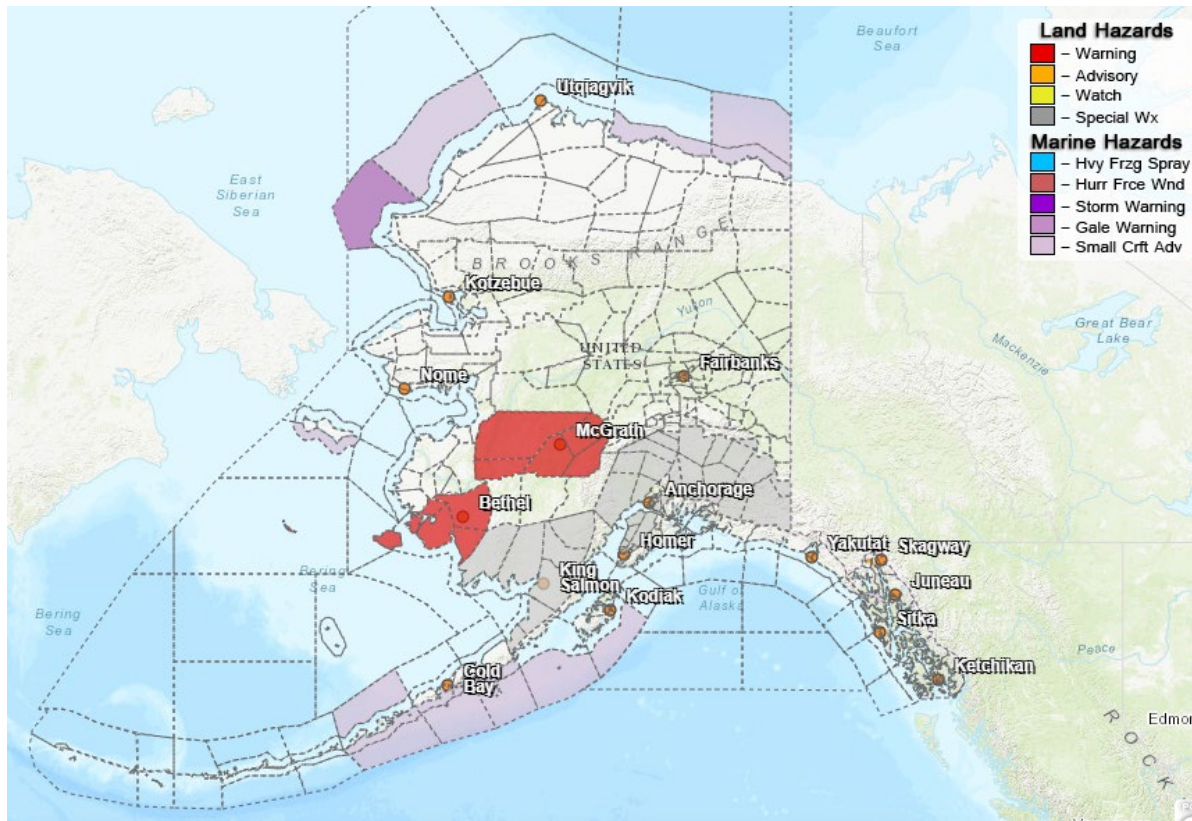 Land Hazards
– Warning
– Advisory
– Watch
– Special Wx
Marine Hazards
– Hvy Frzg Spray
– Hurr Frce Wnd
– Storm Warning
– Gale Warning
– Small Crft Adv
Beaufort
Sea
Utqiagvik
East
Siberian
Sea
BROOKS RANGE
Kotzebue
Yukon
Great Bear
Lake
Mackenzie
UNITED
STATES
Fairbanks
Nome
McGrath
Anchorage
Bethel
Homer
Yakutat
Skagway
King
Salmon
Juneau
Bering
Sea
Kodiak
Gulf of
Alaska
Sitka
Bering
Sea
Peace
Cold
Bay
Ketchikan
ROCK
Edmon